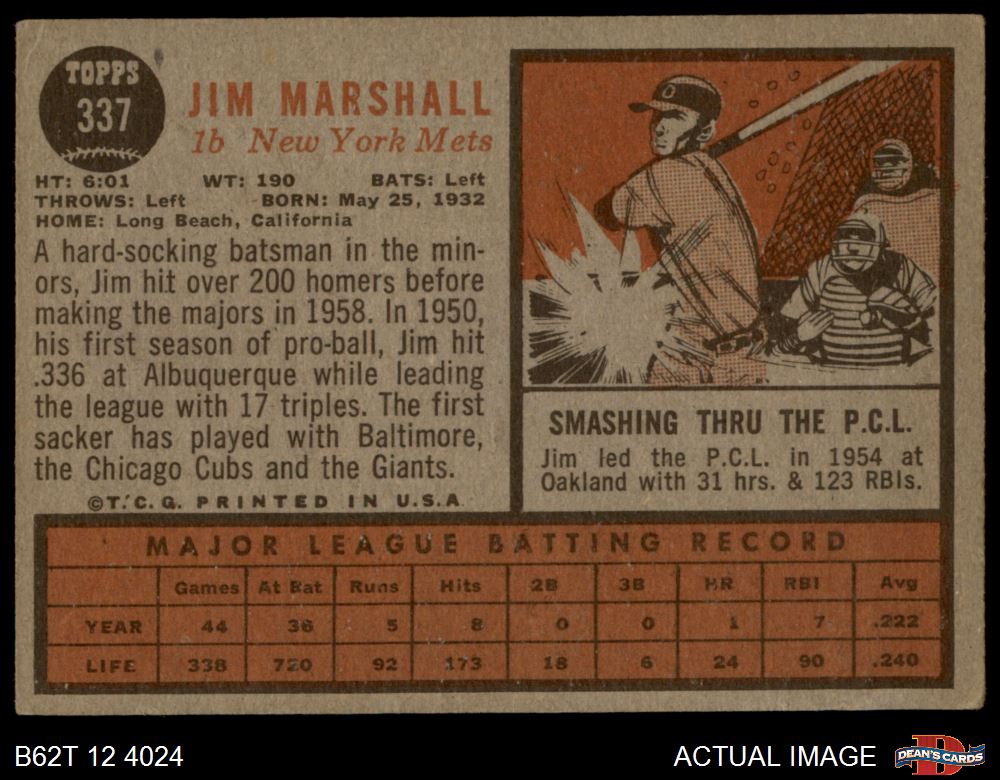 TOPPS
337
JIM MARSHALL
1b New York Mets
HT: 6:01 WT: 190 BATS: Left
THROWS: Left BORN: May 25, 1932
HOME: Long Beach, California
A hard-socking batsman in the min-
ors, Jim hit over 200 homers before
making the majors in 1958. In 1950,
his first season of pro-ball, Jim hit
.336 at Albuquerque while leading
the league with 17 triples. The first
sacker has played with Baltimore,
the Chicago Cubs and the Giants.
©T.C.G. PRINTED IN U.S.A.
O
SMASHING THRU THE P.C.L.
Jim led the P.C.L. in 1954 at
Oakland with 31 hrs. & 123 RBIs.
MAJOR LEAGUE BATTING RECORD
Games At Bat Runs Hits 2B 3B HR RBI Avg
YEAR 44 36 5 8 0 0 1 7 .222
LIFE 338 720 92 173 18 6 24 90 .240
B62T 12 4024 ACTUAL IMAGE
D
DEAN'S CARDS